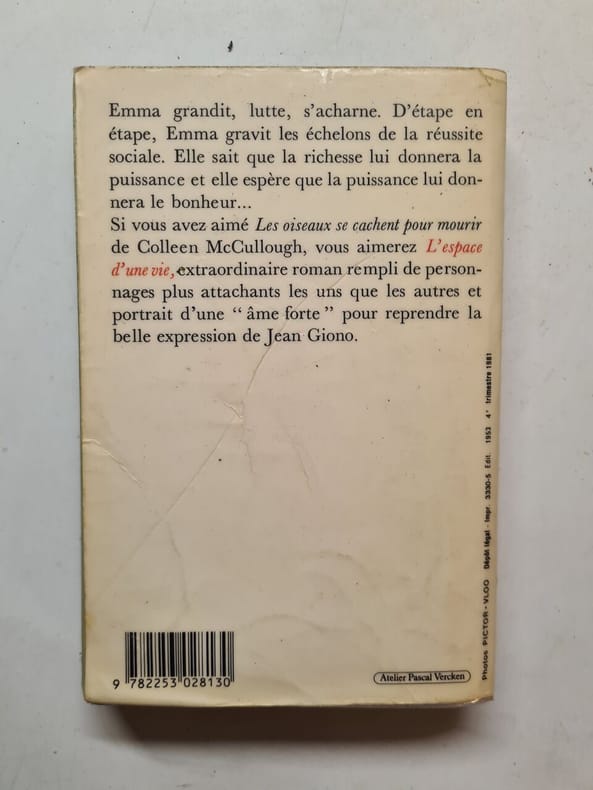 Emma grandit, lutte, s'acharne. D'étape en
étape, Emma gravit les échelons de la réussite
sociale. Elle sait que la richesse lui donnera la
puissance et elle espère que la puissance lui don-
nera le bonheur...
Si vous avez aimé Les oiseaux se cachent pour mourir
de Colleen McCullough, vous aimerez L'espace
d'une vie, extraordinaire roman rempli de person-
nages plus attachants les uns que les autres et
portrait d'une “ âme forte ” pour reprendre la
belle expression de Jean Giono.
9 782253 028130
Atelier Pascal Vercken
Photos PICTOR - VLOO Dépôt légal - Impr. 3330-5 Edit. 1953 4e trimestre 1981